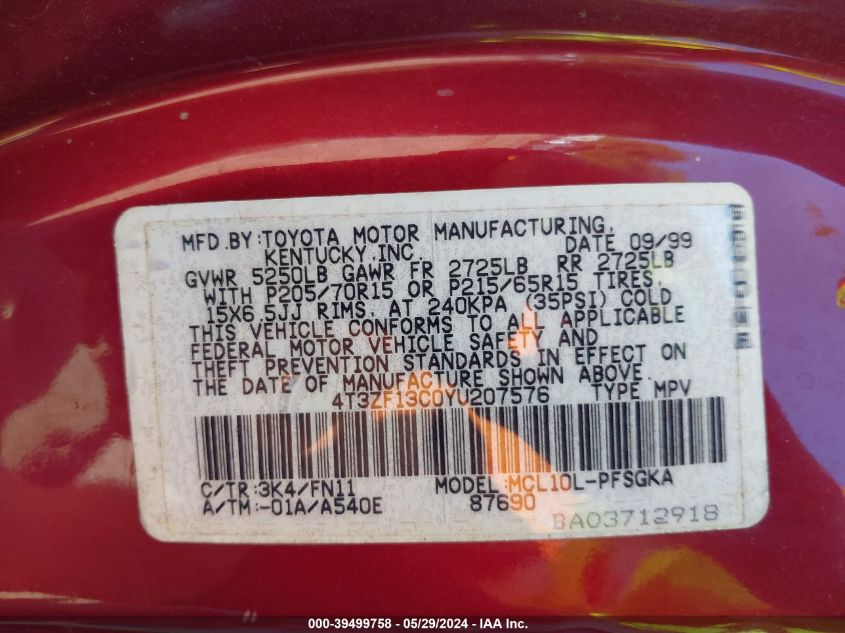 MFD BY:TOYOTA MOTOR MANUFACTURING,
KENTUCKY,INC. DATE 09/99
GVWR 5250LB GAWR FR 2725LB RR 2725LB
WITH P205/70R15 OR P215/65R15 TIRES,
15X6.5JJ RIMS, AT 240KPA (35PSI) COLD
THIS VEHICLE CONFORMS TO ALL APPLICABLE
FEDERAL MOTOR VEHICLE SAFETY AND
THEFT PREVENTION STANDARDS IN EFFECT ON
THE DATE OF MANUFACTURE SHOWN ABOVE.
4T3ZF13C0YU207576 TYPE MPV
C/TR:3K4/FN11 MODEL:MCL10L-PFSGKA
A/TM:-01A/A540E 87690
BA03712918
000-39499758 - 05/29/2024 - IAA Inc.